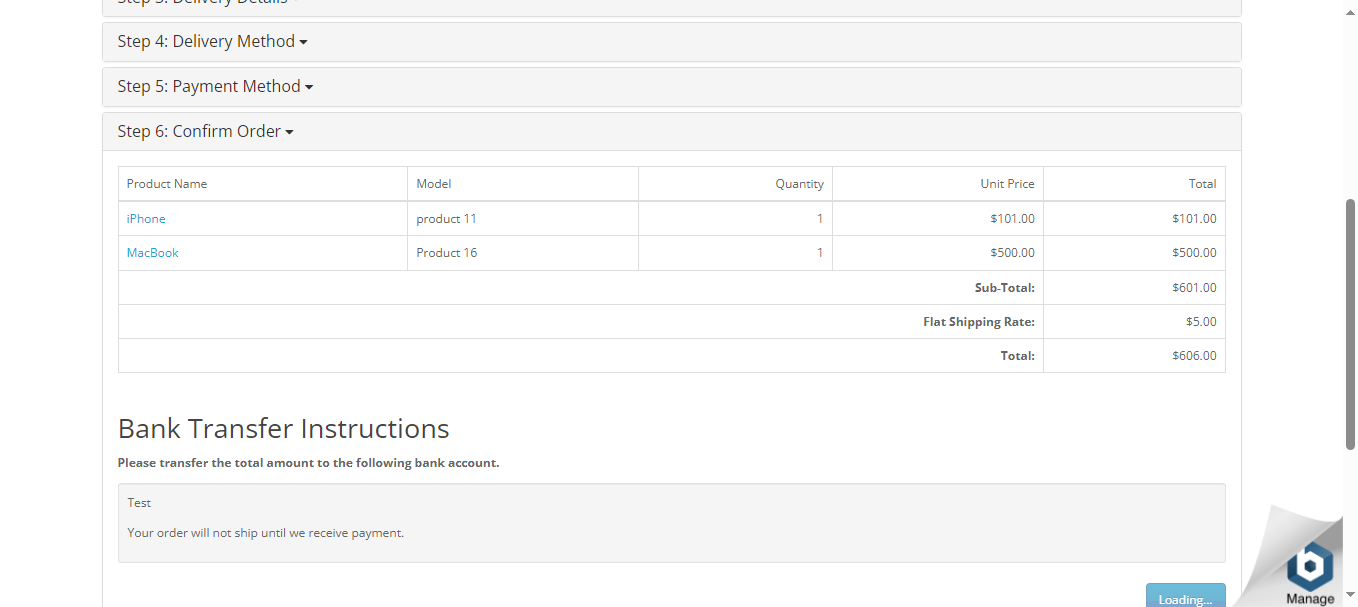 Step 3: Delivery Details
Step 4: Delivery Method
Step 5: Payment Method
Step 6: Confirm Order
Product Name Model Quantity Unit Price Total
iPhone product 11 1 $101.00 $101.00
MacBook Product 16 1 $500.00 $500.00
Sub-Total: $601.00
Flat Shipping Rate: $5.00
Total: $606.00
Bank Transfer Instructions
Please transfer the total amount to the following bank account.
Test
Your order will not ship until we receive payment.
Loading...
b
Manage